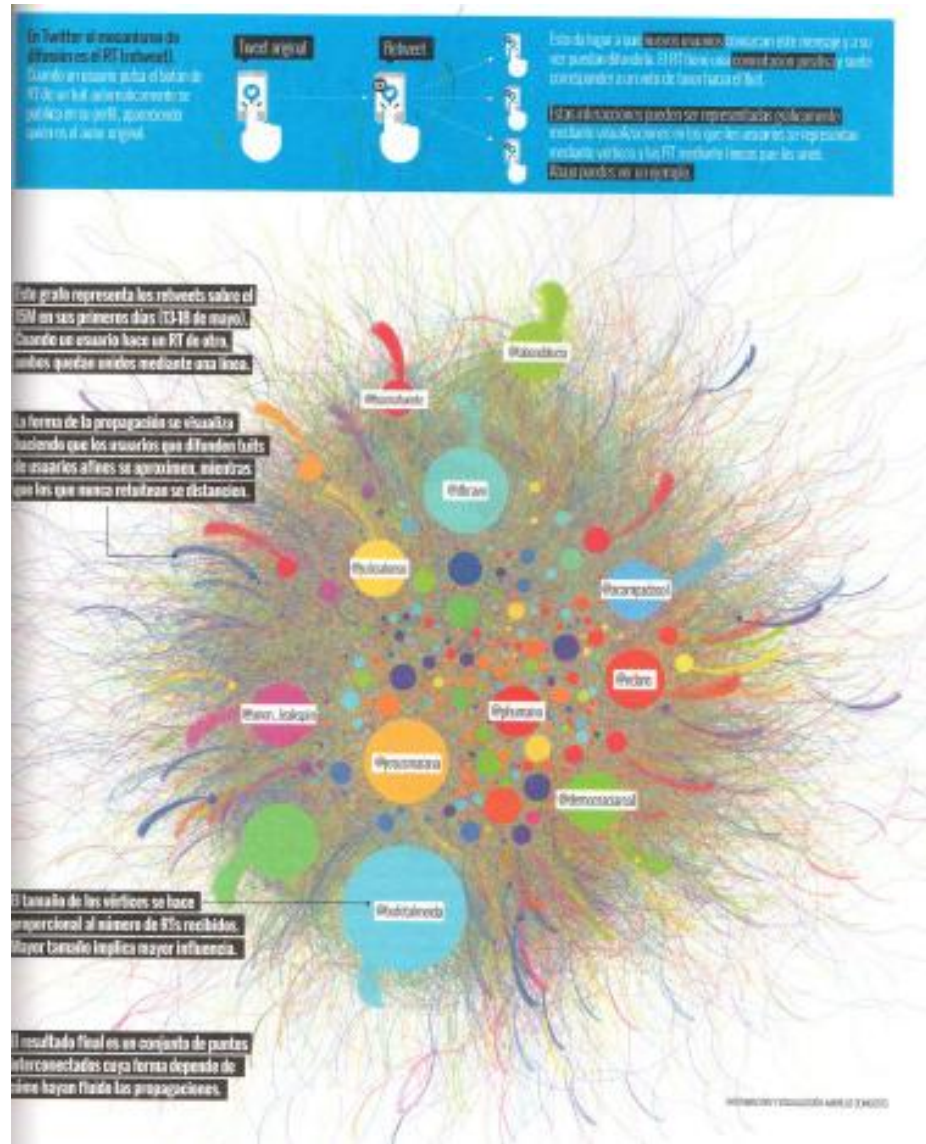 En Twitter el mecanismo de
difusión es el RT (retweet).
Cuando un usuario pulsa el botón de
RT de un tuit automáticamente se
publica en su perfil, apareciendo
quién es el autor original.
Tweet original
Retweet
Esto da lugar a que nuevos usuarios conozcan este mensaje y a su
vez puedan difundirlo. El RT tiene una connotación positiva y suele
corresponder a un voto de favor hacia el tuit.
Estas interacciones pueden ser representadas gráficamente
mediante visualizaciones en las que los usuarios se representan
mediante vértices y los RT mediante líneas que los unen.
Abajo puedes ver un ejemplo.
Este grafo representa los retweets sobre el
15M en sus primeros días (13-18 de mayo).
Cuando un usuario hace un RT de otro,
ambos quedan unidos mediante una línea.
La forma de la propagación se visualiza
haciendo que los usuarios que difunden tuits
de usuarios afines se aproximen, mientras
que los que nunca retuitean se distancien.
@acampadasol
@phumano
@democraciareal
El tamaño de los vértices se hace
proporcional al número de RTs recibidos.
Mayor tamaño implica mayor influencia.
El resultado final es un conjunto de puntos
interconectados cuya forma depende de
cómo hayan fluido las propagaciones.